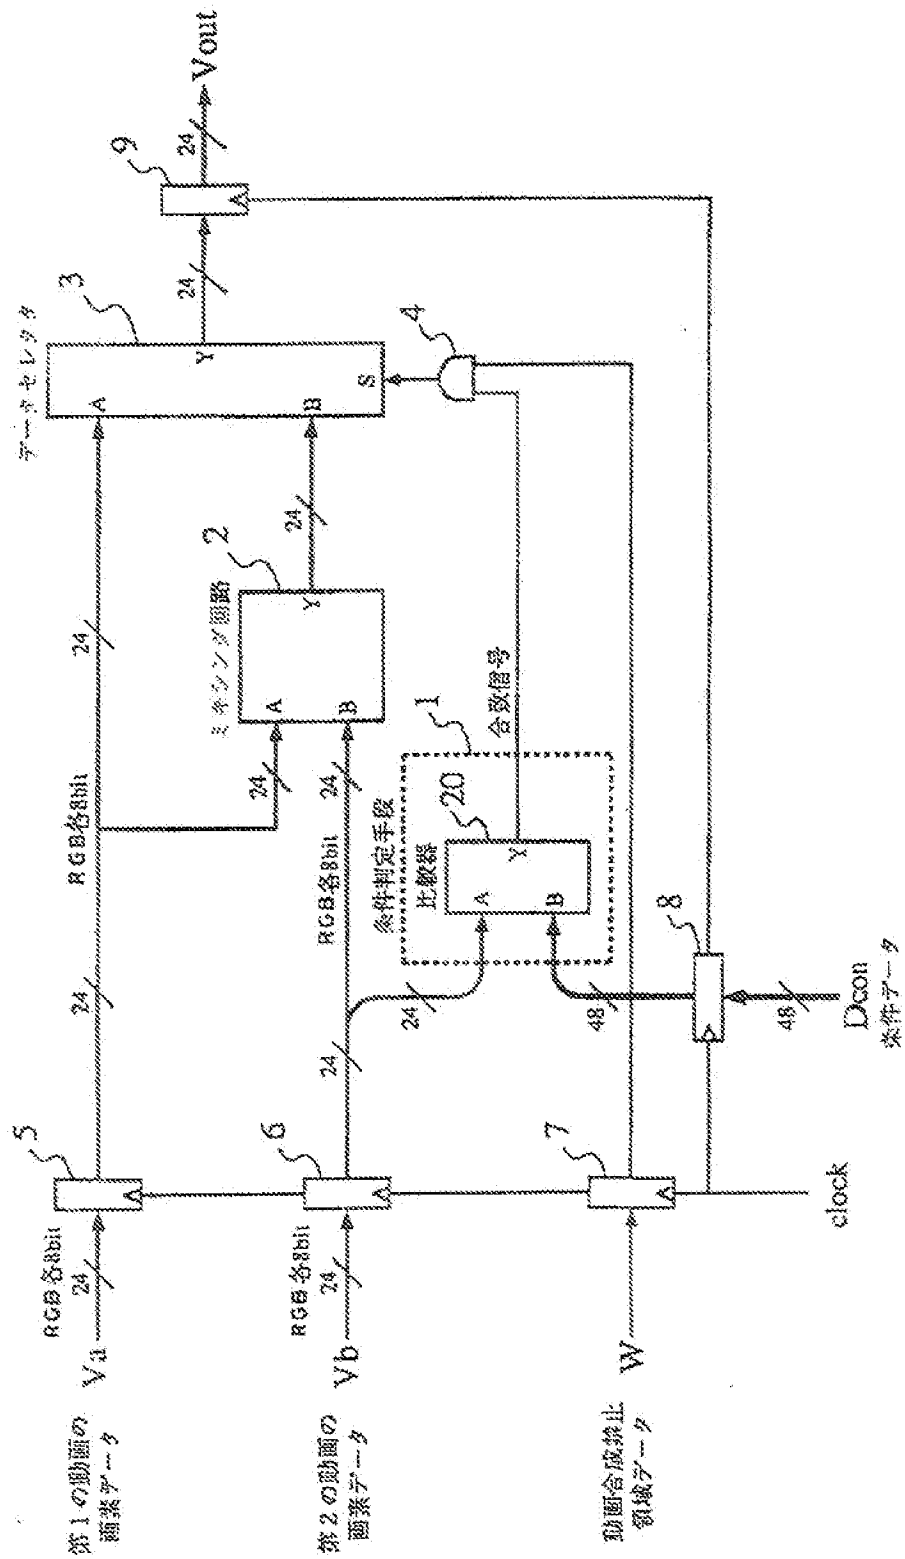 第1の動画の
画素データ
Va
RGB各8bit
24
5
24
RGB各8bit
24
データセレクタ
3
A
B
Y
S
24
9
24
Vout
第2の動画の
画素データ
Vb
RGB各8bit
24
6
24
RGB各8bit
24
24
ミキシング回路
2
A
B
Y
24
24
条件判定手段
1
比較器
20
A
B
Y
合致信号
4
動画合成禁止
領域データ
W
7
48
8
48
Dcon
条件データ
clock